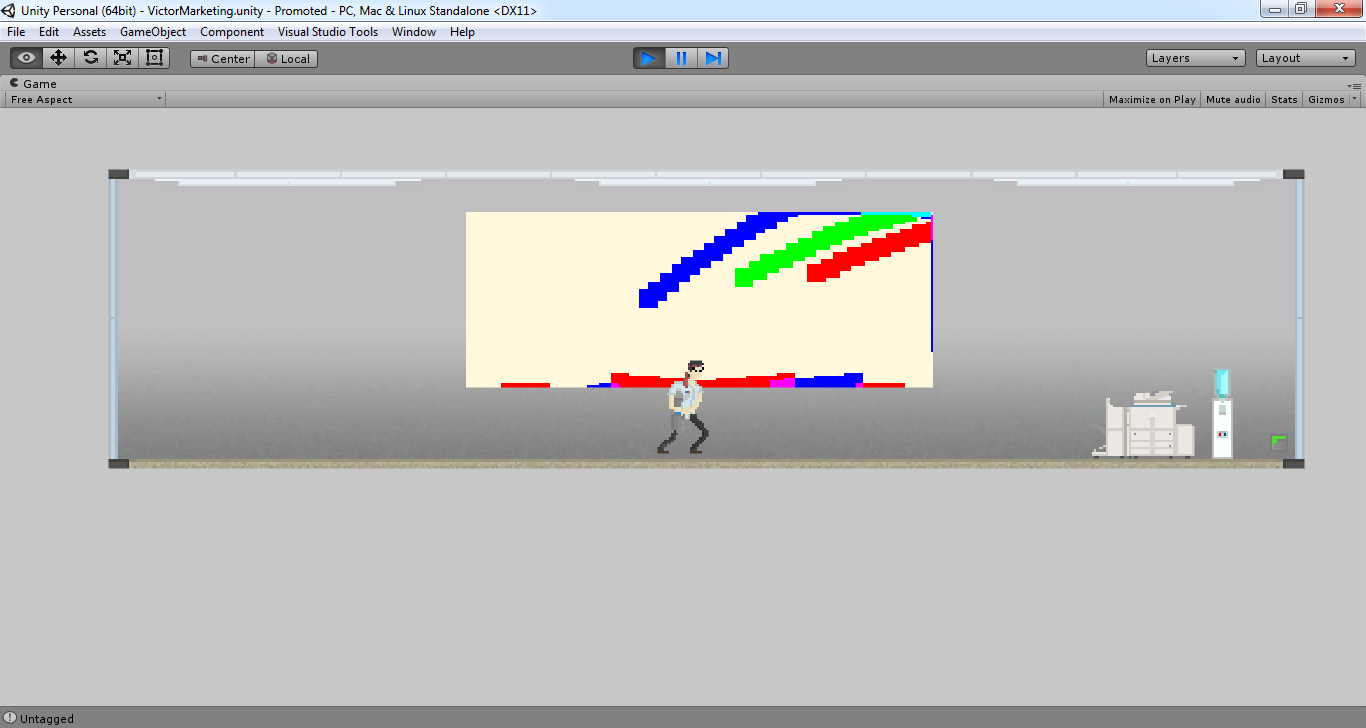 Unity Personal (64bit) - VictorMarketing.unity - Promoted - PC, Mac & Linux Standalone <DX11>
File Edit Assets GameObject Component Visual Studio Tools Window Help
Center Local Layers Layout
Game
Free Aspect Maximize on Play Mute audio Stats Gizmos
Untagged